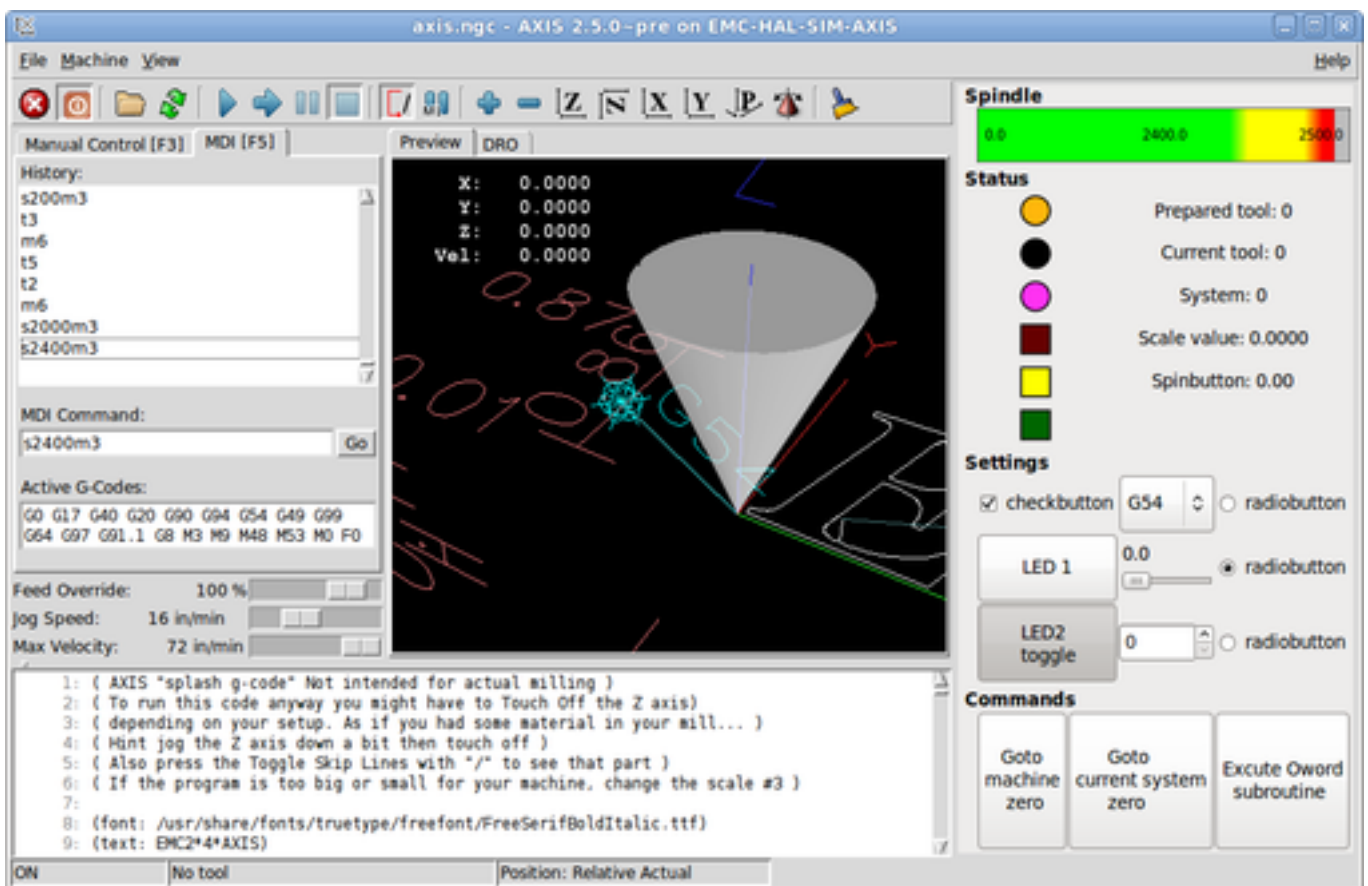 axis.ngc - AXIS 2.5.0~pre on EMC-HAL-SIM-AXIS
File Machine View Help
Z N X Y P
Manual Control [F3] MDI [F5]
History:
s200m3
t3
m6
t5
t2
m6
s2000m3
s2400m3
MDI Command:
s2400m3 Go
Active G-Codes:
G0 G17 G40 G20 G90 G94 G54 G49 G99
G64 G97 G91.1 G8 M3 M9 M48 M53 M0 F0
Feed Override: 100 %
Jog Speed: 16 in/min
Max Velocity: 72 in/min
Preview DRO
X: 0.0000
Y: 0.0000
Z: 0.0000
Vel: 0.0000
G54
Spindle
0.0 2400.0 2500.0
Status
Prepared tool: 0
Current tool: 0
System: 0
Scale value: 0.0000
Spinbutton: 0.00
Settings
checkbutton G54 radiobutton
LED 1 0.0 radiobutton
LED2
toggle 0 radiobutton
Commands
Goto
machine
zero
Goto
current system
zero
Excute Oword
subroutine
1: ( AXIS "splash g-code" Not intended for actual milling )
2: ( To run this code anyway you might have to Touch Off the Z axis)
3: ( depending on your setup. As if you had some material in your mill... )
4: ( Hint jog the Z axis down a bit then touch off )
5: ( Also press the Toggle Skip Lines with "/" to see that part )
6: ( If the program is too big or small for your machine, change the scale #3 )
7:
8: (font: /usr/share/fonts/truetype/freefont/FreeSerifBoldItalic.ttf)
9: (text: EMC2*4*AXIS)
ON No tool Position: Relative Actual